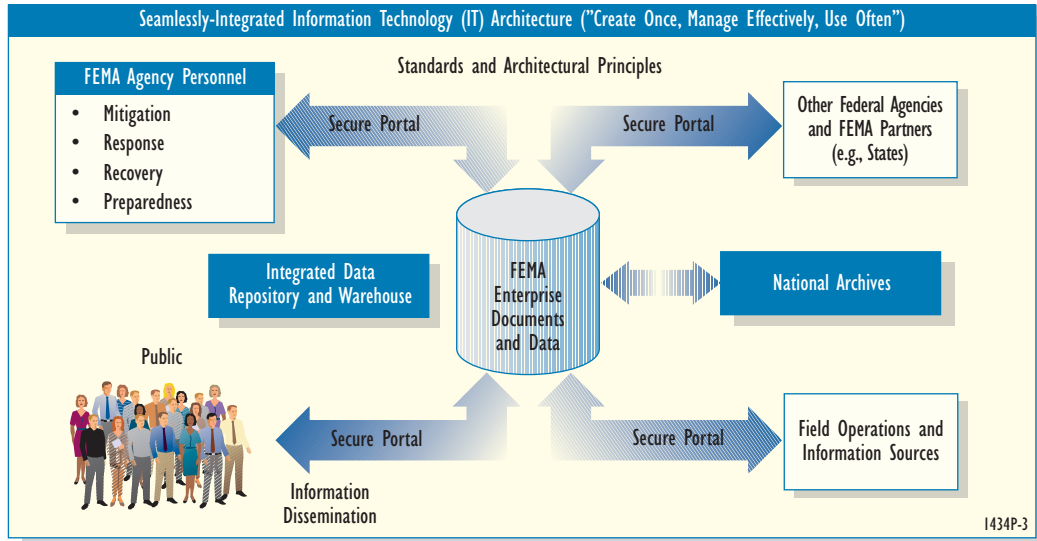 Seamlessly-Integrated Information Technology (IT) Architecture ("Create Once, Manage Effectively, Use Often")
Standards and Architectural Principles
FEMA Agency Personnel
• Mitigation
• Response
• Recovery
• Preparedness
Secure Portal
Secure Portal
Other Federal Agencies
and FEMA Partners
(e.g., States)
Integrated Data
Repository and Warehouse
FEMA
Enterprise
Documents
and Data
National Archives
Public
Secure Portal
Secure Portal
Field Operations and
Information Sources
Information
Dissemination
1434P-3